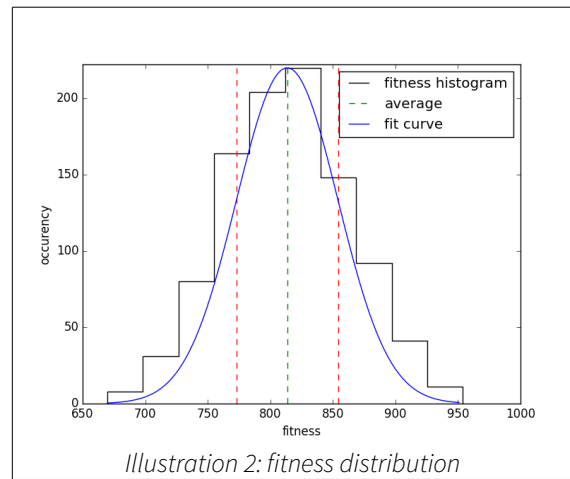 fitness histogram
average
fit curve
200
150
100
50
0
occurency
650 700 750 800 850 900 950 1000
fitness
Illustration 2: fitness distribution